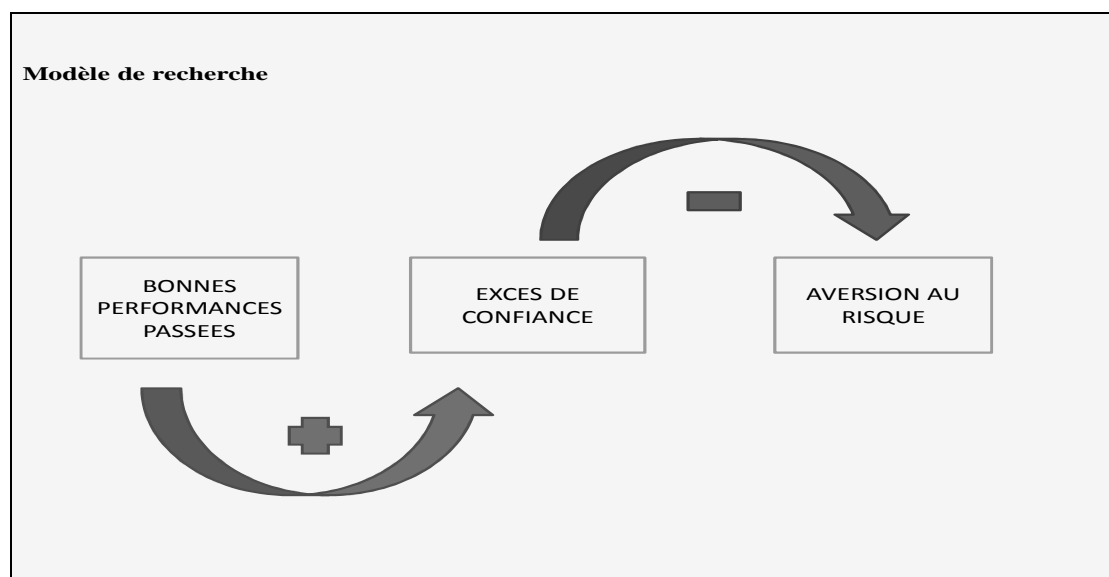 Modèle de recherche
BONNES
PERFORMANCES
PASSEES
EXCES DE
CONFIANCE
AVERSION AU
RISQUE